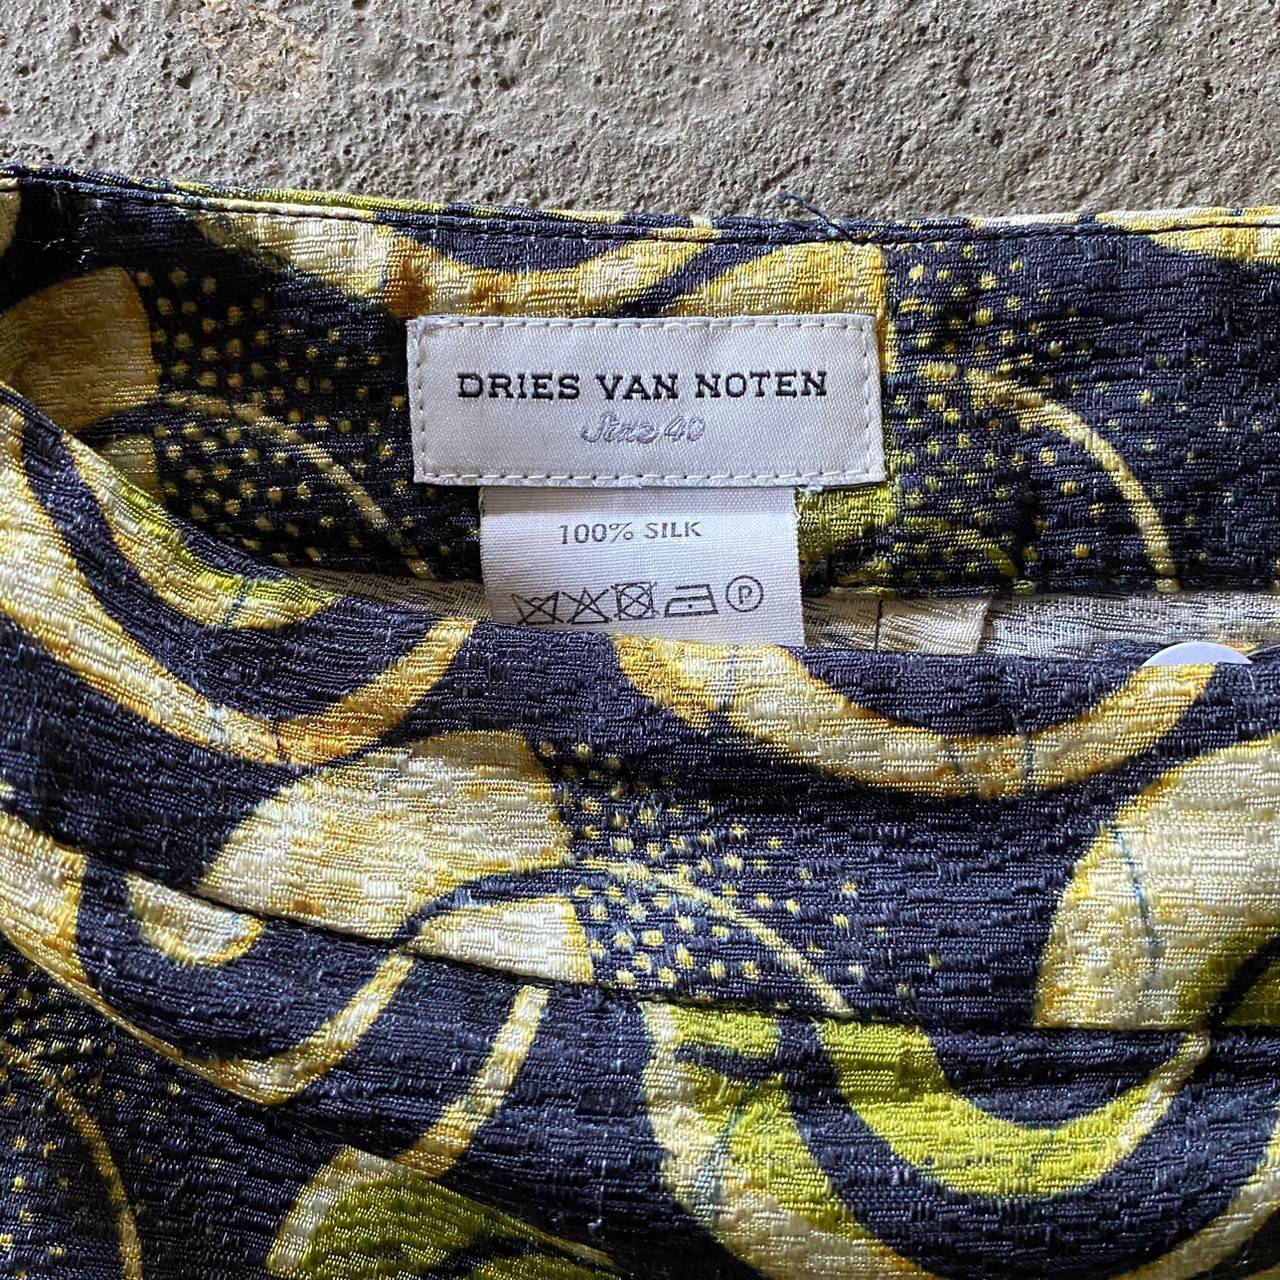 DRIES VAN NOTEN
Size 40
100% SILK
P